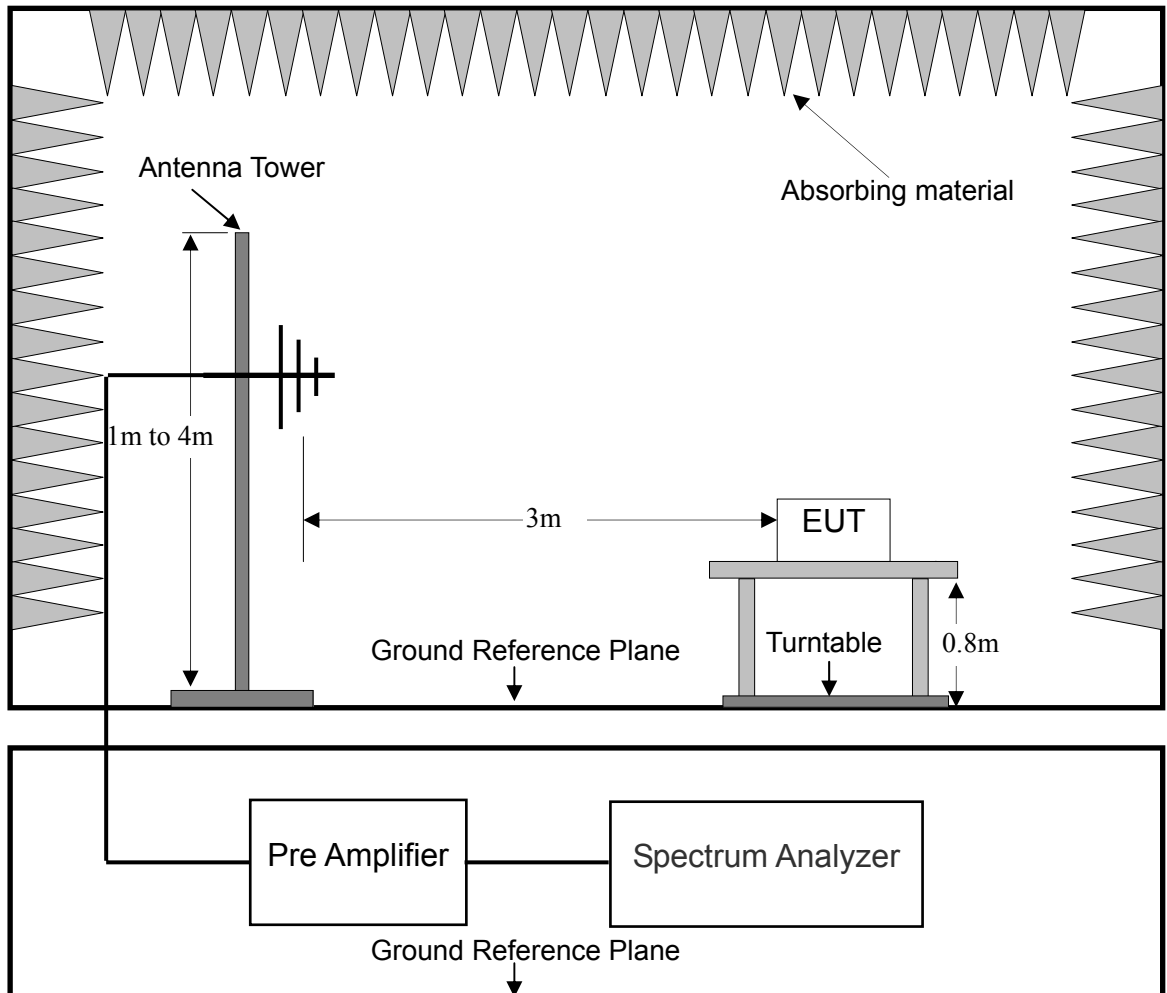 Antenna Tower
Absorbing material
1m to 4m
3m
EUT
Ground Reference Plane
Turntable
0.8m
Pre Amplifier
Spectrum Analyzer
Ground Reference Plane